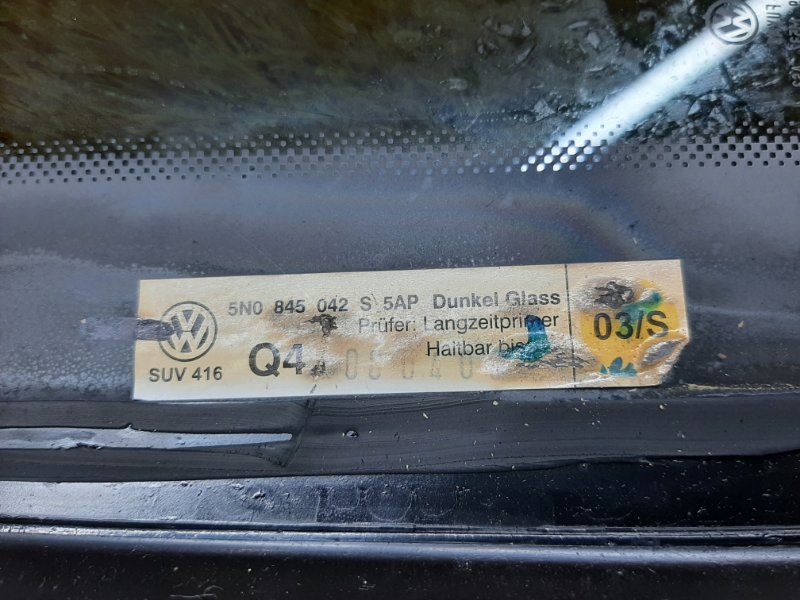 5N0 845 042 S 5AP Dunkel Glass
Prüfer: Langzeitprimer
Haltbar bis
03/S
SUV 416
Q4